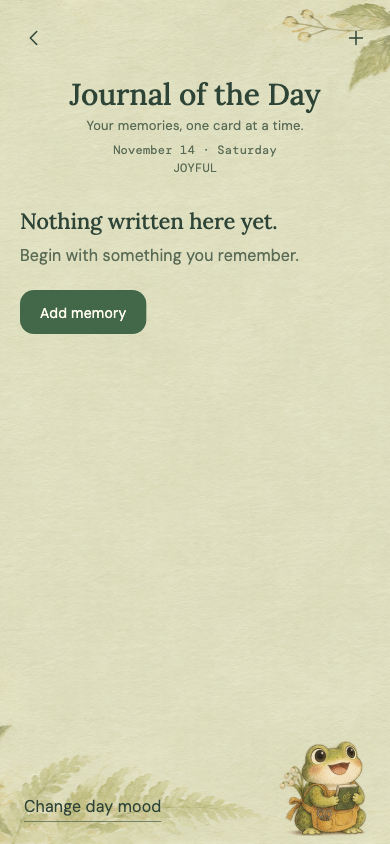 Journal of the Day
Your memories, one card at a time.
November 14 · Saturday
JOYFUL
Nothing written here yet.
Begin with something you remember.
Add memory
Change day mood